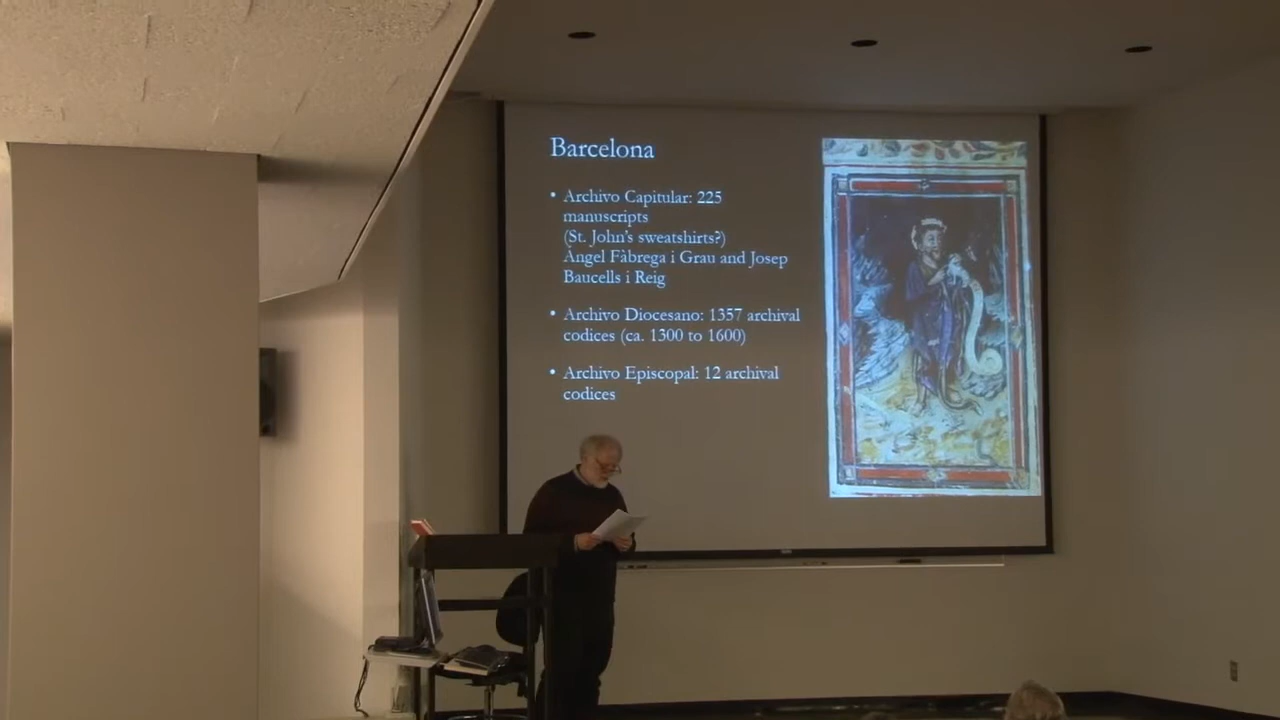 Barcelona
• Archivo Capitular: 225
manuscripts
(St. John's sweatshirts?)
Àngel Fàbrega i Grau and Josep
Baucells i Reig
• Archivo Diocesano: 1357 archival
codices (ca. 1300 to 1600)
• Archivo Episcopal: 12 archival
codices